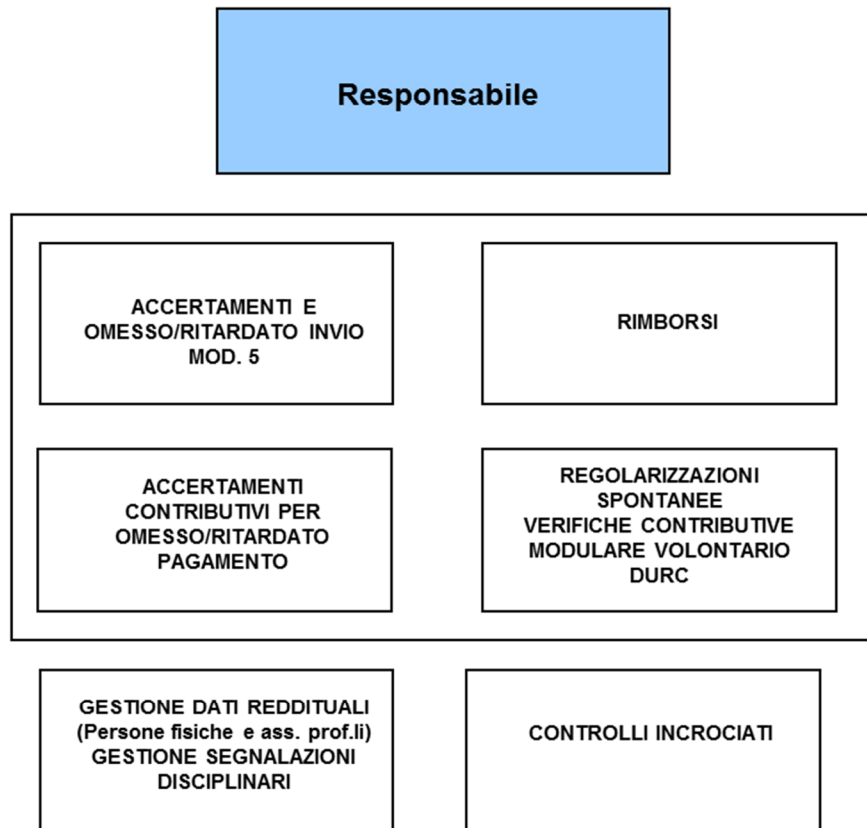 Responsabile
ACCERTAMENTI E
OMESSO/RITARDATO INVIO
MOD. 5
RIMBORSI
ACCERTAMENTI
CONTRIBUTIVI PER
OMESSO/RITARDATO
PAGAMENTO
REGOLARIZZAZIONI
SPONTANEE
VERIFICHE CONTRIBUTIVE
MODULARE VOLONTARIO
DURC
GESTIONE DATI REDDITUALI
(Persone fisiche e ass. prof.li)
GESTIONE SEGNALAZIONI
DISCIPLINARI
CONTROLLI INCROCIATI